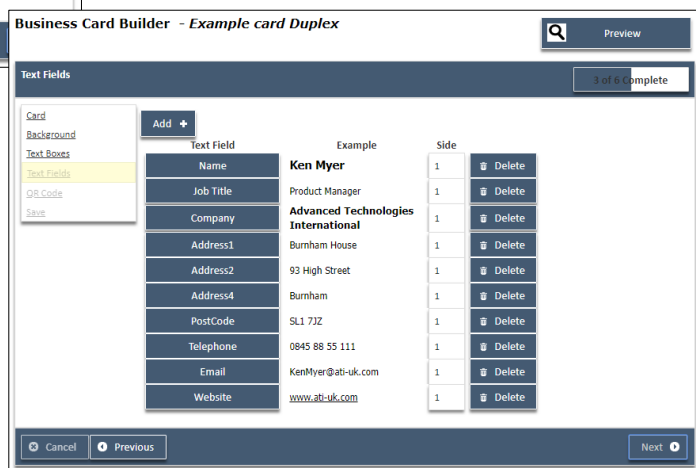 Business Card Builder - Example card Duplex
Preview
Text Fields
3 of 6 Complete
Card
Background
Text Boxes
Text Fields
QR Code
Save
Add +
Text Field Example Side
Name Ken Myer 1 Delete
Job Title Product Manager 1 Delete
Company Advanced Technologies International 1 Delete
Address1 Burnham House 1 Delete
Address2 93 High Street 1 Delete
Address4 Burnham 1 Delete
PostCode SL1 7JZ 1 Delete
Telephone 0845 88 55 111 1 Delete
Email KenMyer@ati-uk.com 1 Delete
Website www.ati-uk.com 1 Delete
Cancel Previous Next